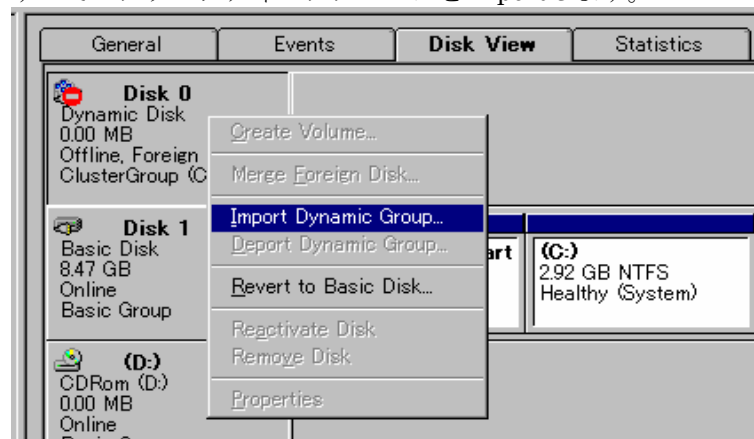 General Events Disk View Statistics
Disk 0
Dynamic Disk
0.00 MB
Offline, Foreign
ClusterGroup (C
Create Volume...
Merge Foreign Disk...
Import Dynamic Group...
Deport Dynamic Group...
Revert to Basic Disk...
Reactivate Disk
Remove Disk
Properties
Disk 1
Basic Disk
8.47 GB
Online
Basic Group
art
(C:)
2.92 GB NTFS
Healthy (System)
(D:)
CDRom (D:)
0.00 MB
Online